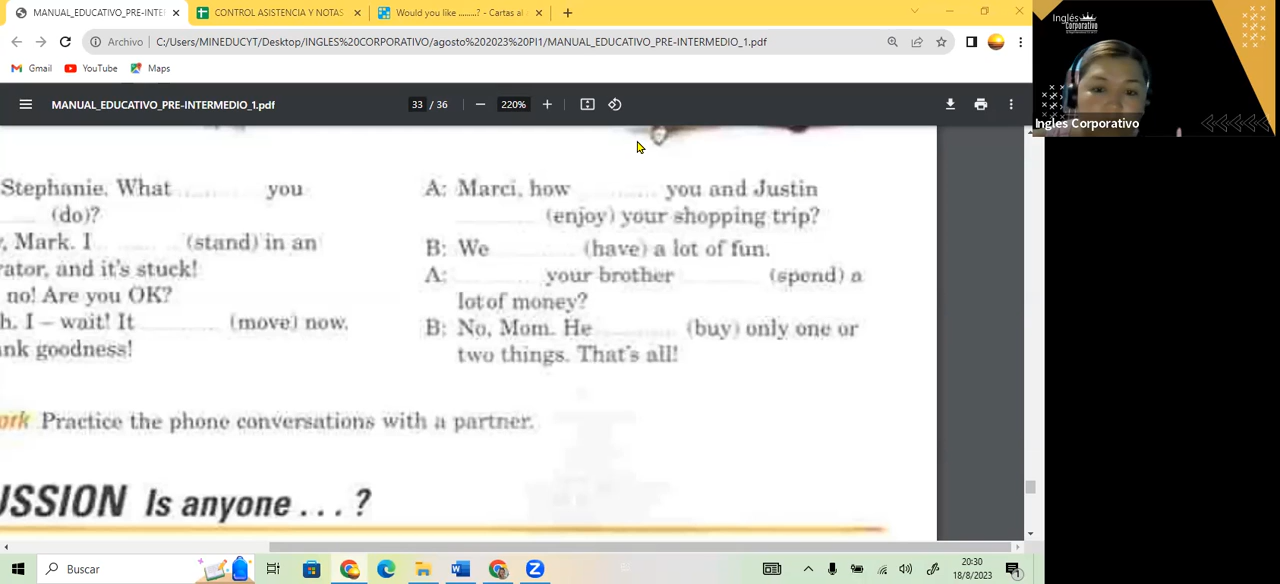 MANUAL_EDUCATIVO_PRE-INTER
CONTROL ASISTENCIA Y NOTAS
Would you like ........? - Cartas al
Archivo
C:/Users/MINEDUCYT/Desktop/INGLES%20CORPORATIVO/agosto%202023%20PI1/MANUAL_EDUCATIVO_PRE-INTERMEDIO_1.pdf
Gmail
YouTube
Maps
MANUAL_EDUCATIVO_PRE-INTERMEDIO_1.pdf
33 / 36
220%
Inglés
Corporativo
Ingles Corporativo
Stephanie. What ...... you
(do)?
, Mark. I ...... (stand) in an
rator, and it's stuck!
no! Are you OK?
h. I – wait! It ...... (move) now.
nk goodness!
A: Marci, how ...... you and Justin
...... (enjoy) your shopping trip?
B: We ...... (have) a lot of fun.
A: ...... your brother ...... (spend) a
lot of money?
B: No, Mom. He ...... (buy) only one or
two things. That's all!
ork Practice the phone conversations with a partner.
USSION Is anyone . . . ?
Buscar
20:30
18/8/2023
1